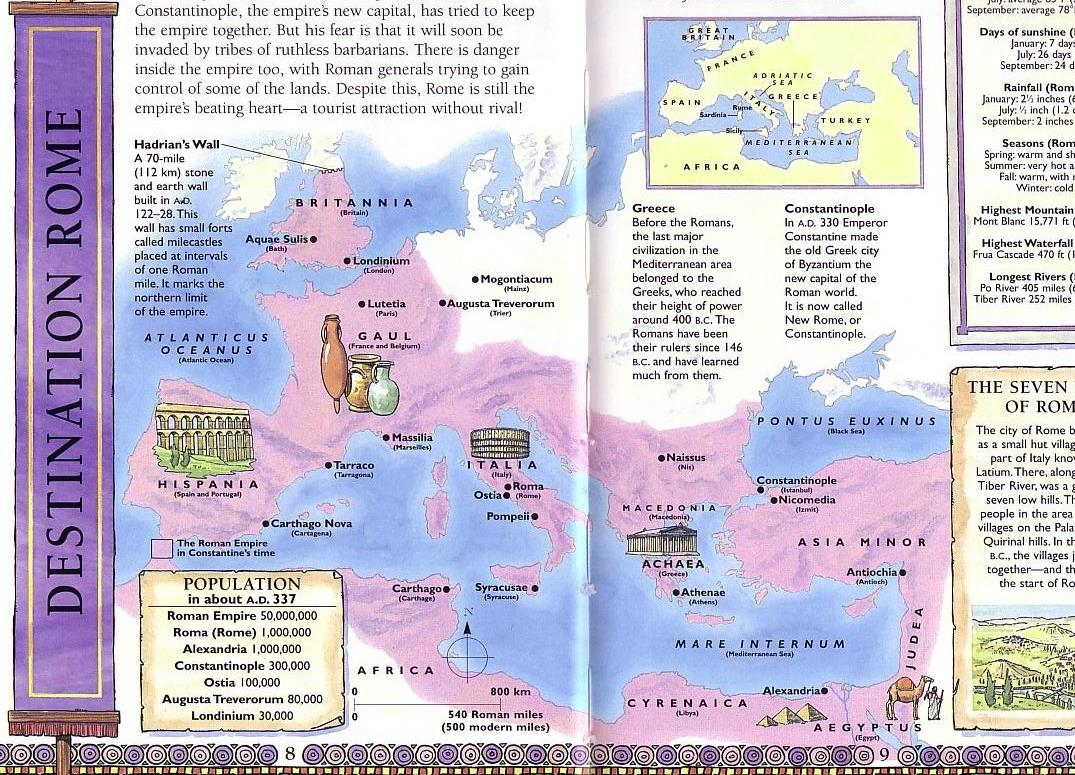 DESTINATION ROME
Constantinople, the empire's new capital, has tried to keep
the empire together. But his fear is that it will soon be
invaded by tribes of ruthless barbarians. There is danger
inside the empire too, with Roman generals trying to gain
control of some of the lands. Despite this, Rome is still the
empire's beating heart—a tourist attraction without rival!
Hadrian's Wall
A 70-mile
(112 km) stone
and earth wall
built in A.D.
122–28. This
wall has small forts
called milecastles
placed at intervals
of one Roman
mile. It marks the
northern limit
of the empire.
BRITANNIA
(Britain)
Aquae Sulis
(Bath)
Londinium
(London)
Mogontiacum
(Mainz)
Lutetia
(Paris)
Augusta Treverorum
(Trier)
ATLANTICUS
OCEANUS
(Atlantic Ocean)
GAUL
(France and Belgium)
Massilia
(Marseilles)
Tarraco
(Tarragona)
ITALIA
(Italy)
HISPANIA
(Spain and Portugal)
Roma
(Rome)
Ostia
Pompeii
Carthago Nova
(Cartagena)
The Roman Empire
in Constantine's time
Carthago
(Carthage)
Syracusae
(Syracuse)
POPULATION
in about A.D. 337
Roman Empire 50,000,000
Roma (Rome) 1,000,000
Alexandria 1,000,000
Constantinople 300,000
Ostia 100,000
Augusta Treverorum 80,000
Londinium 30,000
N
AFRICA
0 800 km
0 540 Roman miles
(500 modern miles)
8
GREAT
BRITAIN
FRANCE
ADRIATIC
SEA
SPAIN
ITALY
GREECE
Rome
Sardinia
TURKEY
Sicily
MEDITERRANEAN
SEA
AFRICA
Greece
Before the Romans,
the last major
civilization in the
Mediterranean area
belonged to the
Greeks, who reached
their height of power
around 400 B.C. The
Romans have been
their rulers since 146
B.C. and have learned
much from them.
Constantinople
In A.D. 330 Emperor
Constantine made
the old Greek city
of Byzantium the
new capital of the
Roman world.
It is now called
New Rome, or
Constantinople.
PONTUS EUXINUS
(Black Sea)
Naissus
(Nis)
Constantinople
(Istanbul)
Nicomedia
(Izmit)
MACEDONIA
(Macedonia)
ASIA MINOR
ACHAEA
(Greece)
Antiochia
(Antioch)
Athenae
(Athens)
MARE INTERNUM
(Mediterranean Sea)
JUDEA
Alexandria
CYRENAICA
(Libya)
AEGYPTUS
(Egypt)
9
September: average 78°
Days of sunshine
January: 7 days
July: 26 days
September: 24
Rainfall (Rom
January: 2½ inches (6
July: ½ inch (1.2
September: 2 inches
Seasons (Rom
Spring: warm and
Summer: very hot
Fall: warm, with
Winter: cold
Highest Mountain
Mont Blanc 15,771 ft (
Highest Waterfall
Frua Cascade 470 ft (1
Longest Rivers (
Po River 405 miles (6
Tiber River 252 miles
THE SEVEN
OF ROM
The city of Rome b
as a small hut villag
part of Italy know
Latium. There, along
Tiber River, was a g
seven low hills. Th
people in the area
villages on the Pala
Quirinal hills. In th
B.C., the villages j
together—and th
the start of Ro